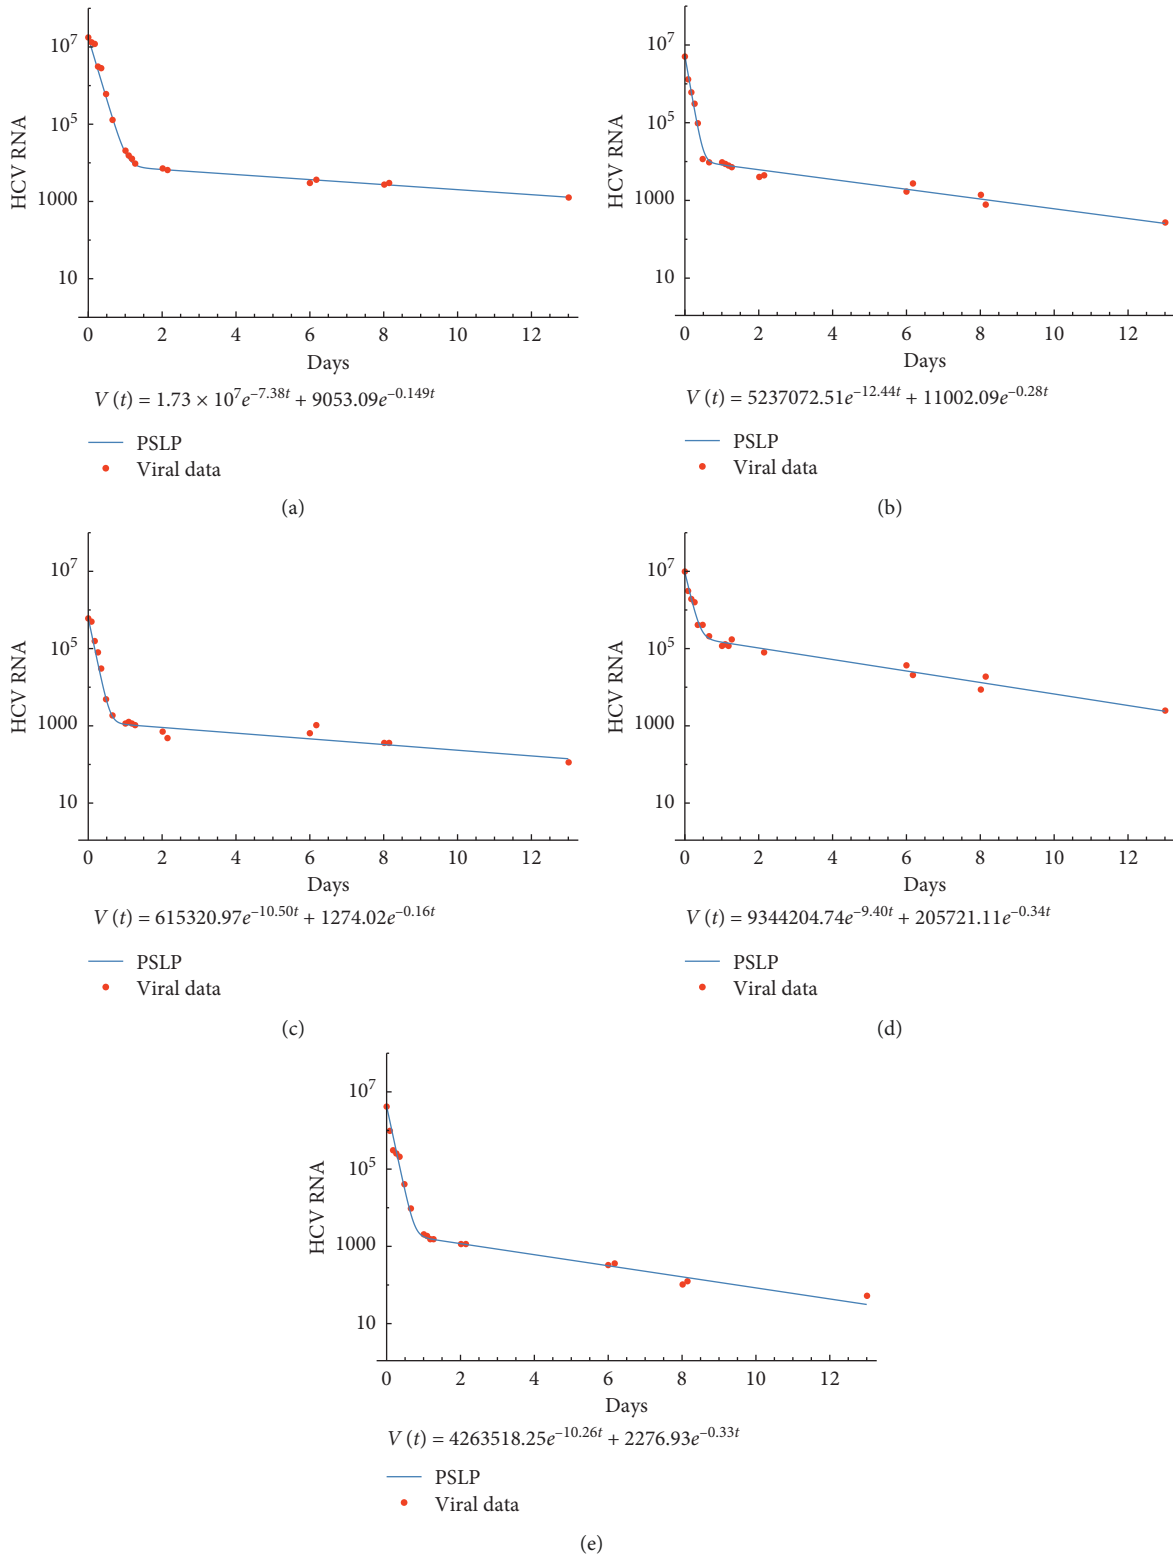 HCV RNA
10^7
10^5
1000
10
0 2 4 6 8 10 12
Days
V (t) = 1.73 × 10^7e^–7.38t + 9053.09e^–0.149t
PSLP
Viral data
(a)
HCV RNA
10^7
10^5
1000
10
0 2 4 6 8 10 12
Days
V (t) = 5237072.51e^–12.44t + 11002.09e^–0.28t
PSLP
Viral data
(b)
HCV RNA
10^7
10^5
1000
10
0 2 4 6 8 10 12
Days
V (t) = 615320.97e^–10.50t + 1274.02e^–0.16t
PSLP
Viral data
(c)
HCV RNA
10^7
10^5
1000
10
0 2 4 6 8 10 12
Days
V (t) = 9344204.74e^–9.40t + 205721.11e^–0.34t
PSLP
Viral data
(d)
HCV RNA
10^7
10^5
1000
10
0 2 4 6 8 10 12
Days
V (t) = 4263518.25e^–10.26t + 2276.93e^–0.33t
PSLP
Viral data
(e)